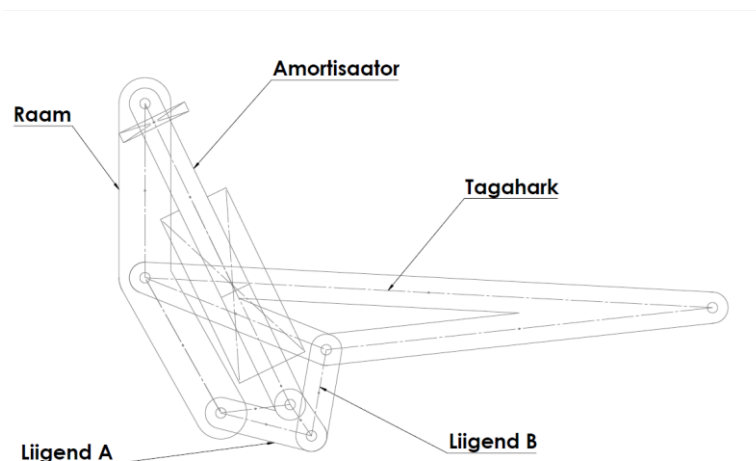 Amortisaator
Raam
Tagahark
Liigend B
Liigend A